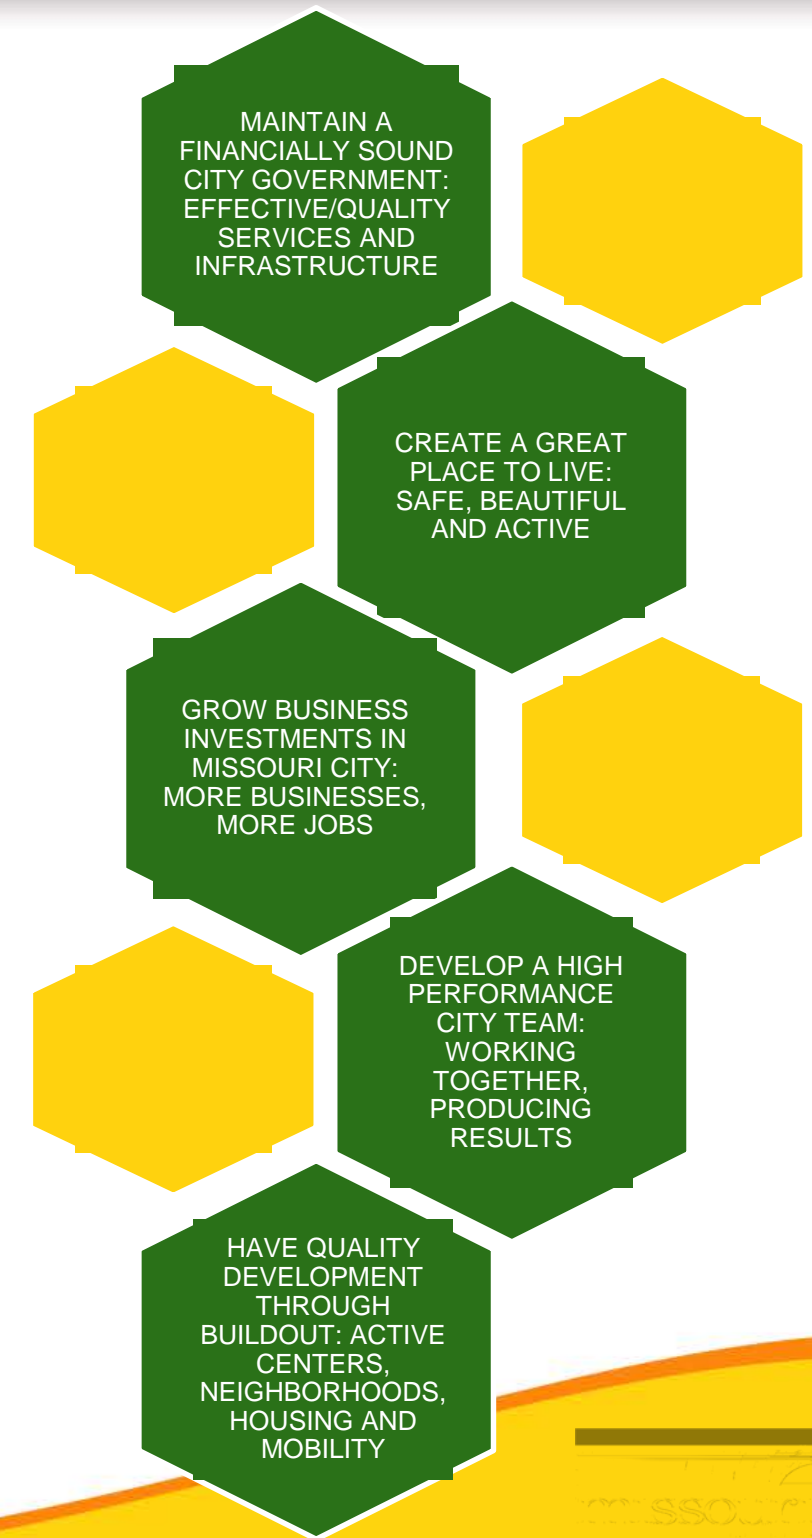 MAINTAIN A
FINANCIALLY SOUND
CITY GOVERNMENT:
EFFECTIVE/QUALITY
SERVICES AND
INFRASTRUCTURE
CREATE A GREAT
PLACE TO LIVE:
SAFE, BEAUTIFUL
AND ACTIVE
GROW BUSINESS
INVESTMENTS IN
MISSOURI CITY:
MORE BUSINESSES,
MORE JOBS
DEVELOP A HIGH
PERFORMANCE
CITY TEAM:
WORKING
TOGETHER,
PRODUCING
RESULTS
HAVE QUALITY
DEVELOPMENT
THROUGH
BUILDOUT: ACTIVE
CENTERS,
NEIGHBORHOODS,
HOUSING AND
MOBILITY